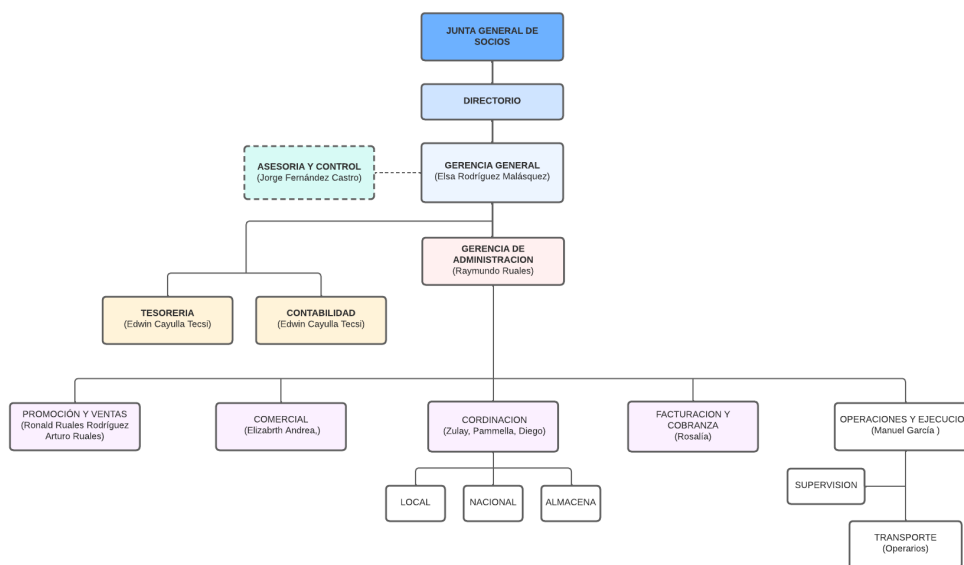 JUNTA GENERAL DE
SOCIOS
DIRECTORIO
ASESORIA Y CONTROL
(Jorge Fernández Castro)
GERENCIA GENERAL
(Elsa Rodríguez Malásquez)
GERENCIA DE
ADMINISTRACION
(Raymundo Ruales)
TESORERIA
(Edwin Cayulla Tecsi)
CONTABILIDAD
(Edwin Cayulla Tecsi)
PROMOCIÓN Y VENTAS
(Ronald Ruales Rodríguez
Arturo Ruales)
COMERCIAL
(Elizabrth Andrea,)
CORDINACION
(Zulay, Pammella, Diego)
FACTURACION Y
COBRANZA
(Rosalía)
OPERACIONES Y EJECUCIO
(Manuel García )
LOCAL
NACIONAL
ALMACENA
SUPERVISION
TRANSPORTE
(Operarios)